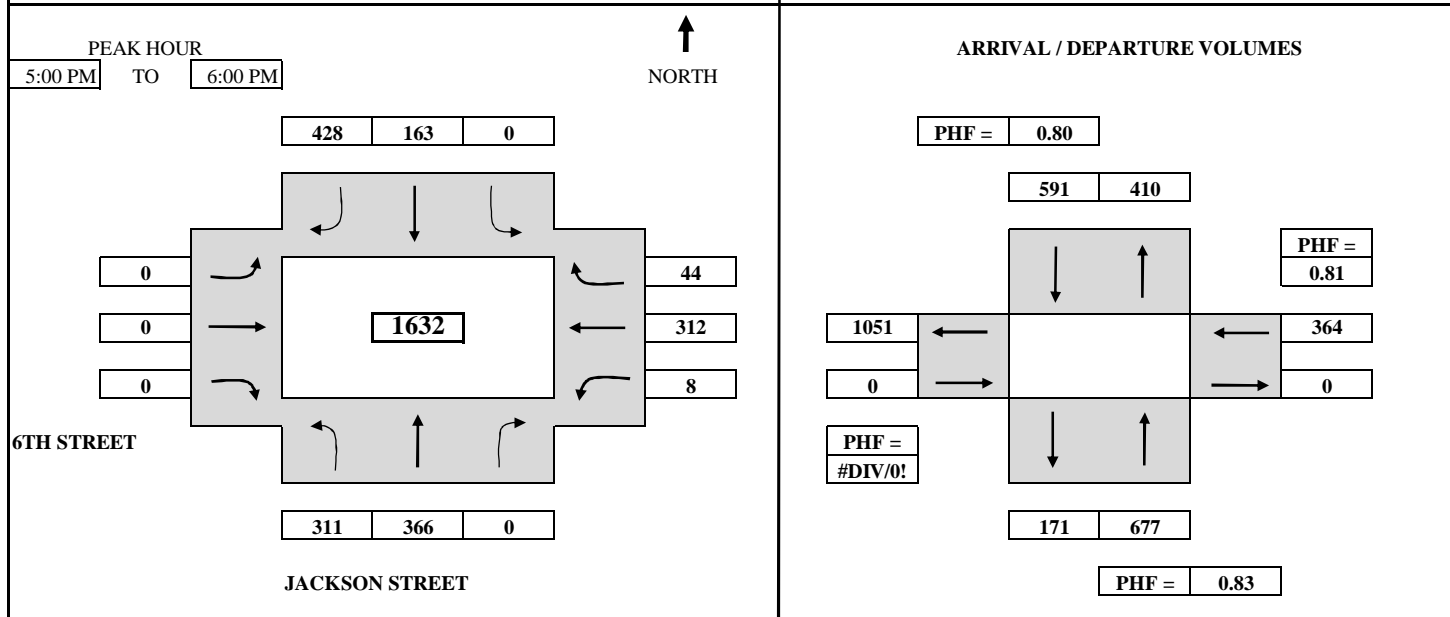 PEAK HOUR
5:00 PM TO 6:00 PM
NORTH
428 163 0
0 44
0 1632 312
0 8
6TH STREET
311 366 0
JACKSON STREET
ARRIVAL / DEPARTURE VOLUMES
PHF = 0.80
591 410
PHF =
0.81
1051 364
0 0
PHF =
#DIV/0!
171 677
PHF = 0.83